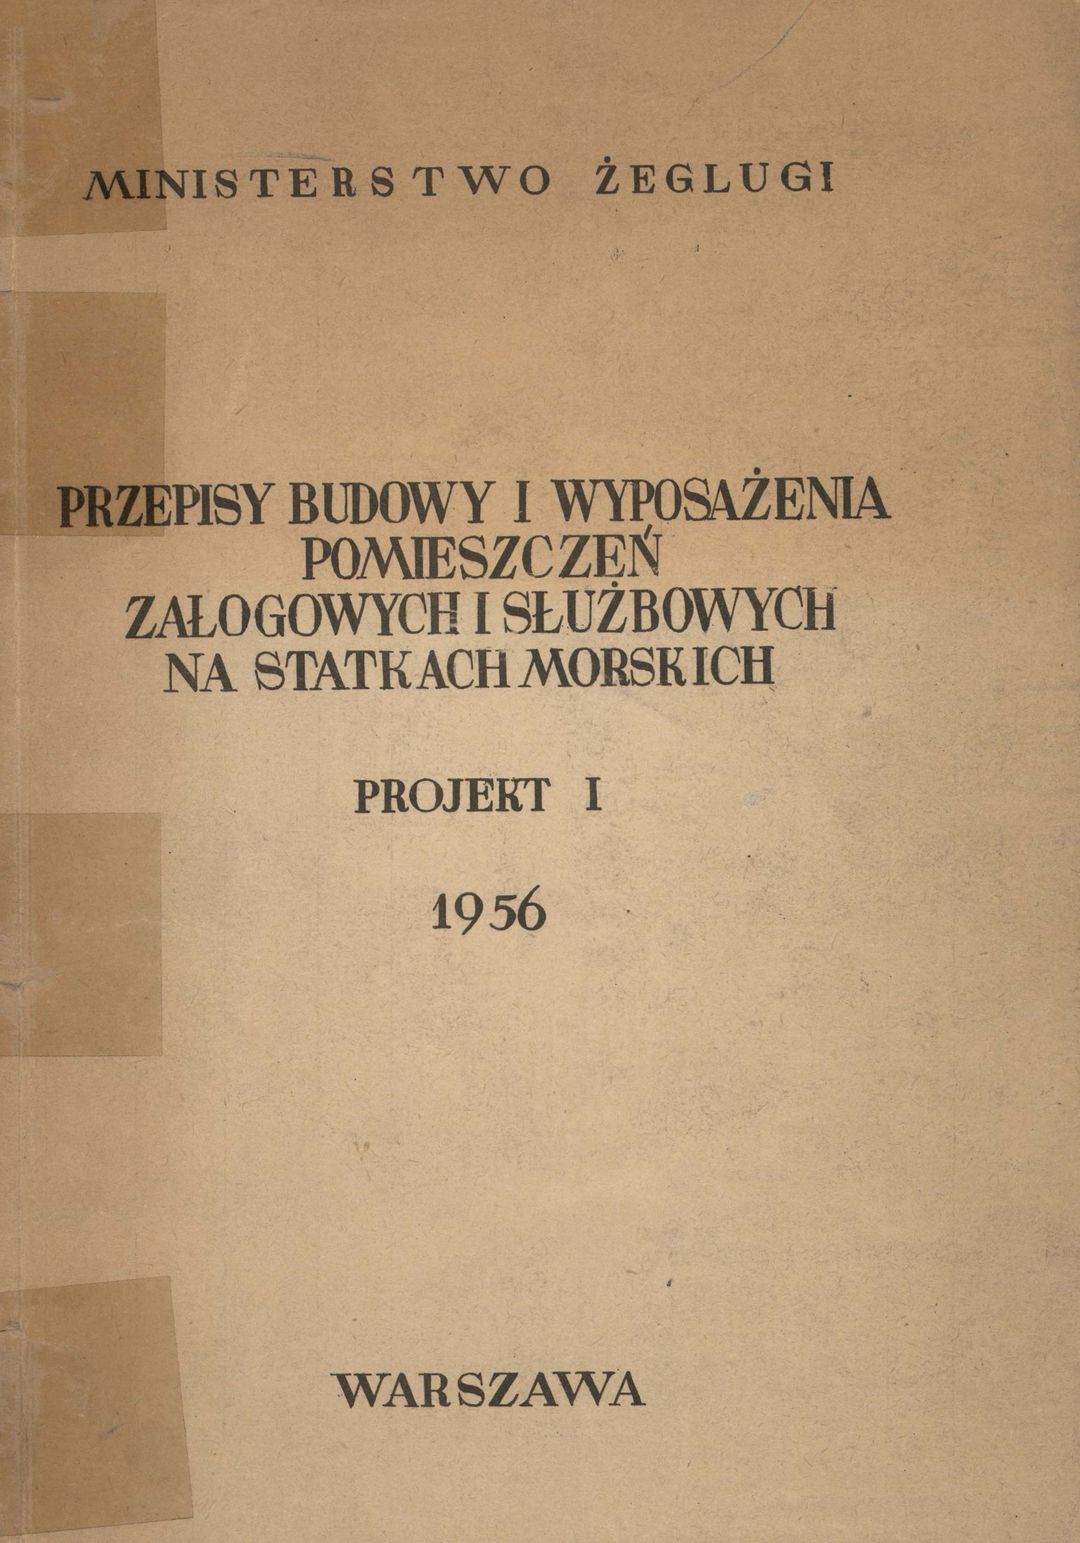 MINISTERSTWO ŻEGLUGI
PRZEPISY BUDOWY I WYPOSAŻENIA
POMIESZCZEŃ
ZAŁOGOWYCH I SŁUŻBOWYCH
NA STATKACH MORSKICH
PROJEKT I
1956
WARSZAWA